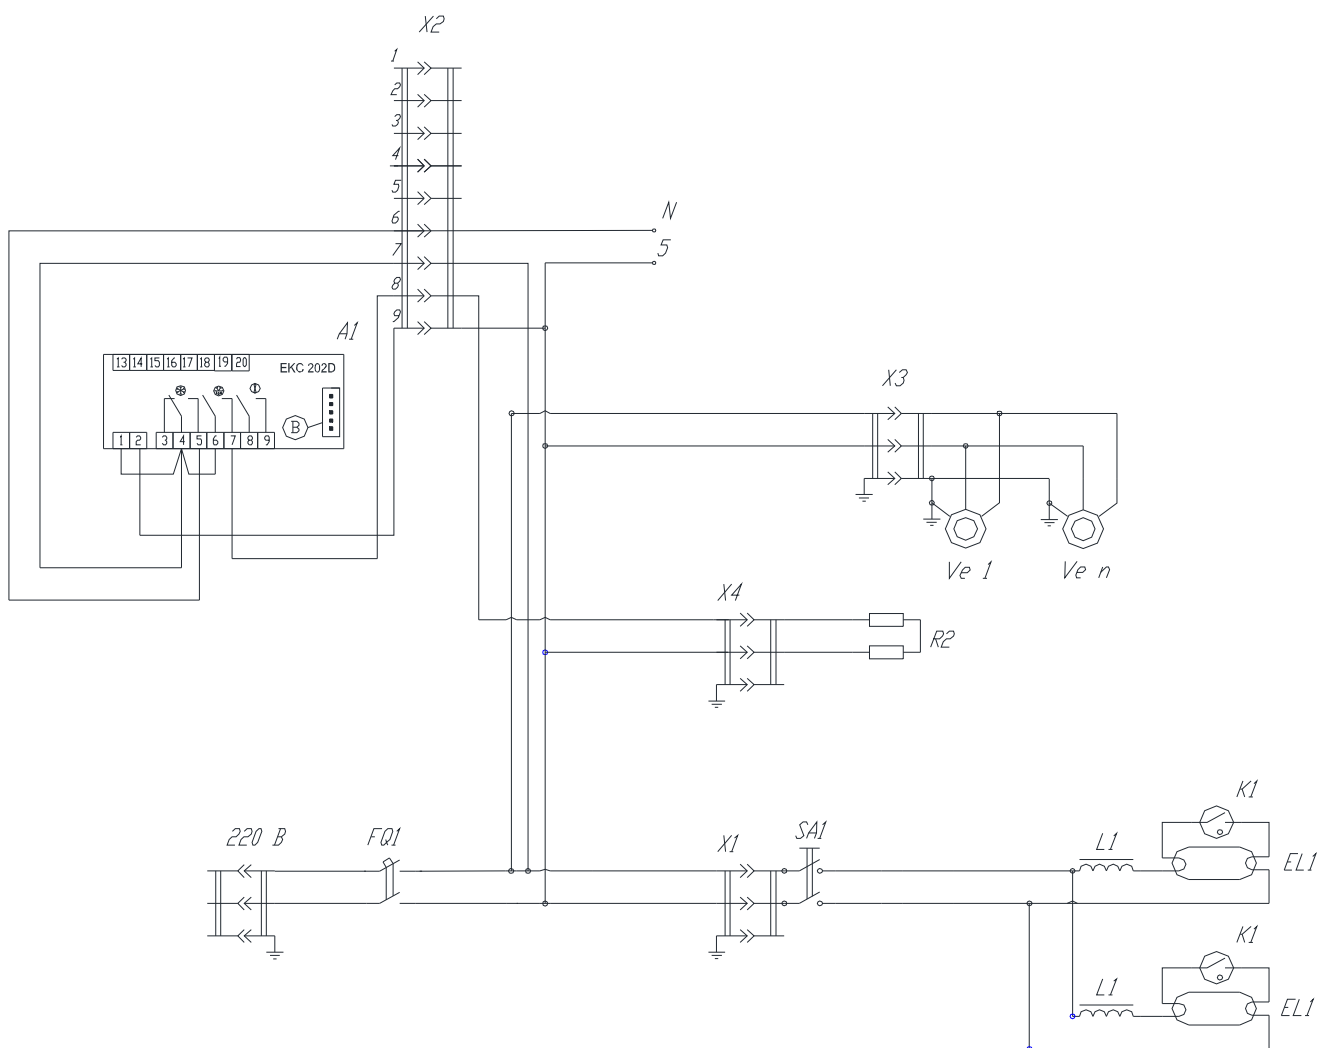 X2
1
2
3
4
5
6
N
7
5
8
9
A1
13 14 15 16 17 18 19 20
EKC 202D
X3
B
1 2 3 4 5 6 7 8 9
Ve 1
Ve n
X4
R2
K1
220 В
FQ1
X1
SA1
L1
EL1
K1
L1
EL1